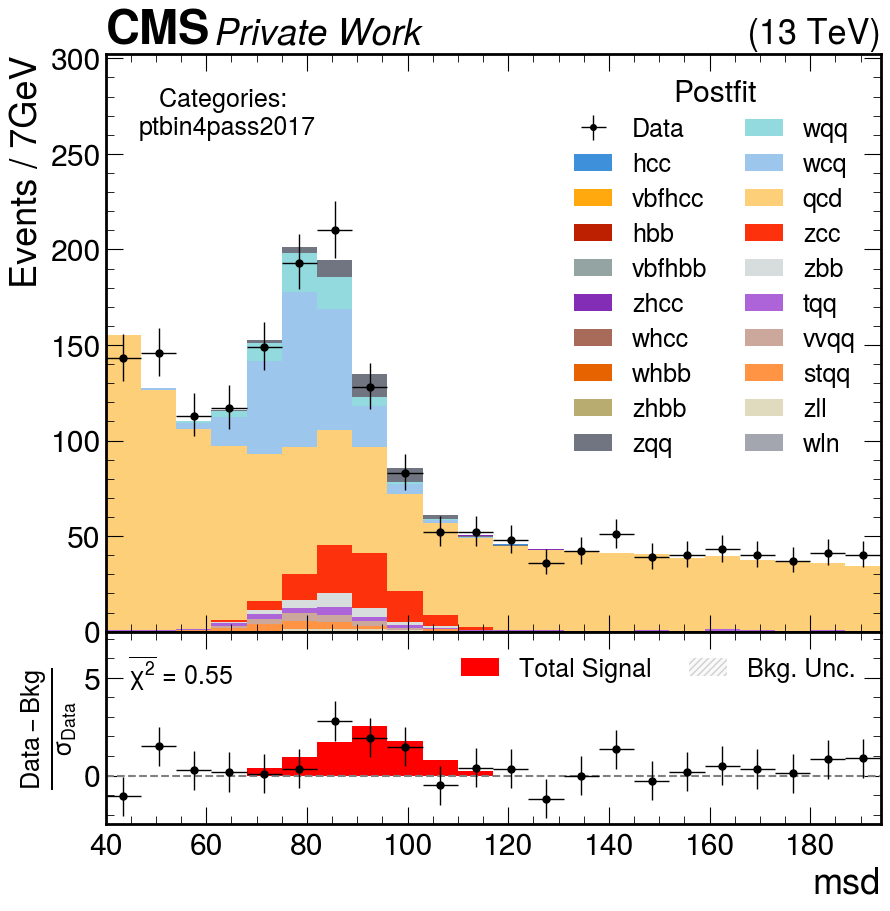 CMS Private Work (13 TeV)
Events / 7GeV
300
250
200
150
100
50
0
Categories:
ptbin4pass2017
Postfit
Data
hcc
vbfhcc
hbb
vbfhbb
zhcc
whcc
whbb
zhbb
zqq
wqq
wcq
qcd
zcc
zbb
tqq
vvqq
stqq
zll
wln
Data − Bkg
σData
5
0
χ² = 0.55
Total Signal
Bkg. Unc.
40 60 80 100 120 140 160 180
msd